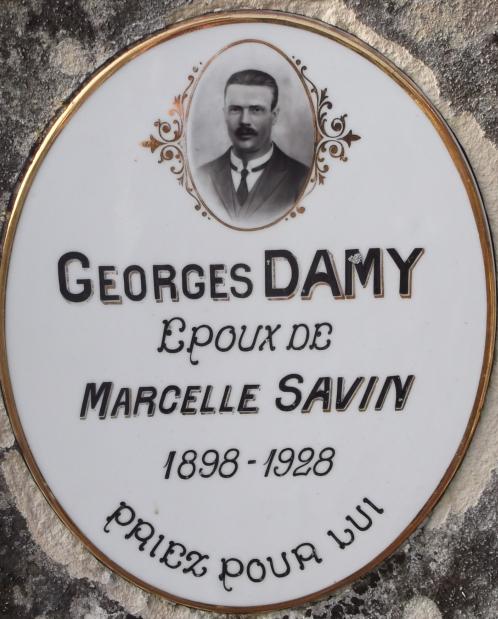 GEORGES DAMY
EPOUX DE
MARCELLE SAVIN
1898 - 1928
PRIEZ POUR LUI